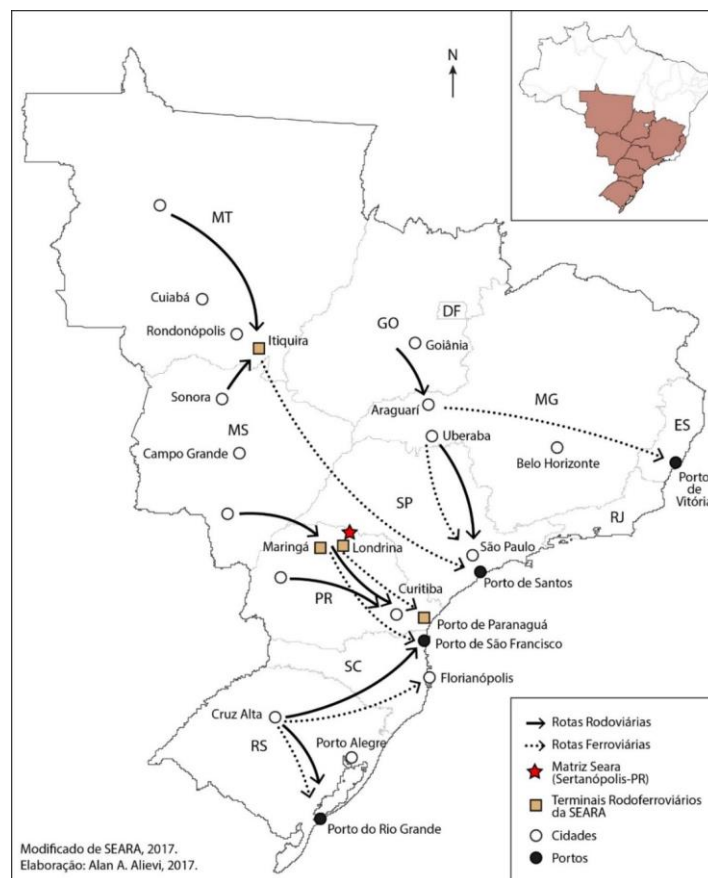 N
MT
Cuiabá
Rondonópolis
Itiquira
Sonora
MS
Campo Grande
GO
DF
Goiânia
Araguarí
MG
Uberaba
Belo Horizonte
ES
Porto
de
Vitória
SP
RJ
São Paulo
Porto de Santos
Maringá
Londrina
PR
Curitiba
Porto de Paranaguá
Porto de São Francisco
SC
Florianópolis
Cruz Alta
RS
Porto Alegre
Porto do Rio Grande
Rotas Rodoviárias
Rotas Ferroviárias
Matriz Seara
(Sertanópolis-PR)
Terminais Rodoferroviários
da SEARA
Cidades
Portos
Modificado de SEARA, 2017.
Elaboração: Alan A. Alievi, 2017.